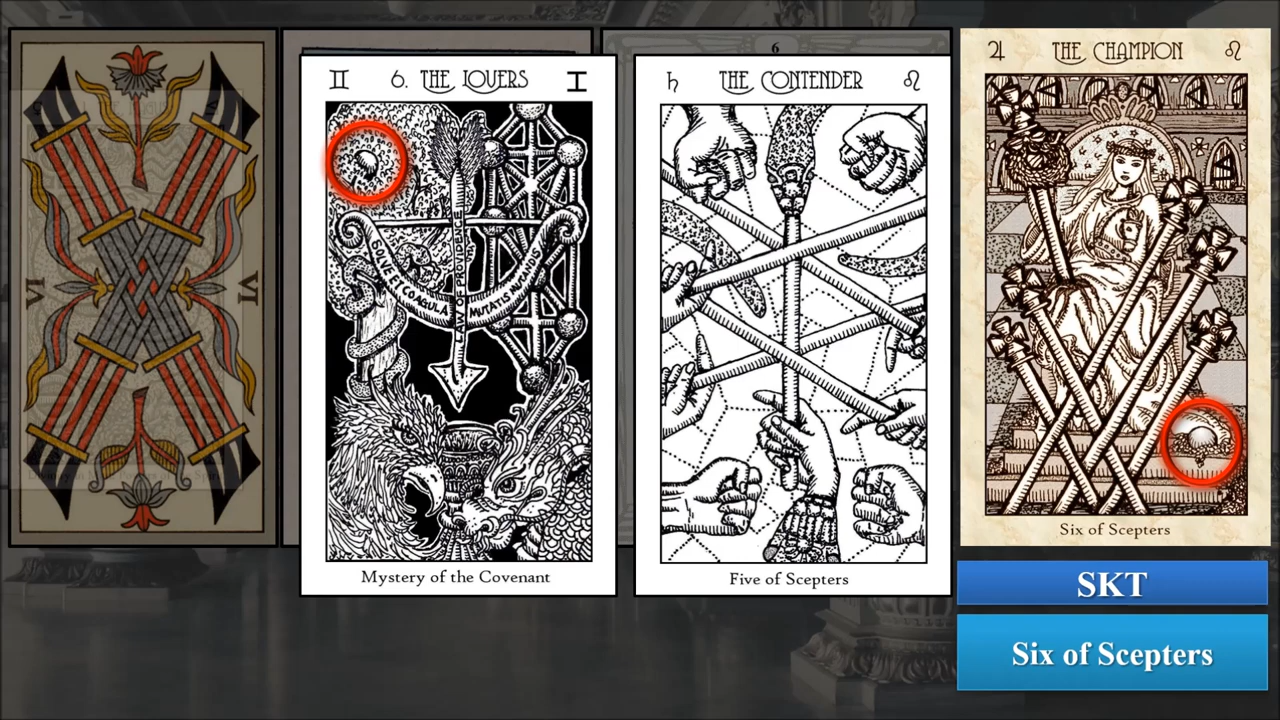 VI
VI
6
♊ 6. THE LOVERS I
SOLVE ET COAGULA
LAW OF PROVIDENCE
MUTATIS MUTANDIS
Mystery of the Covenant
♄ THE CONTENDER ♌
Five of Scepters
♃ THE CHAMPION ♌
Six of Scepters
SKT
Six of Scepters